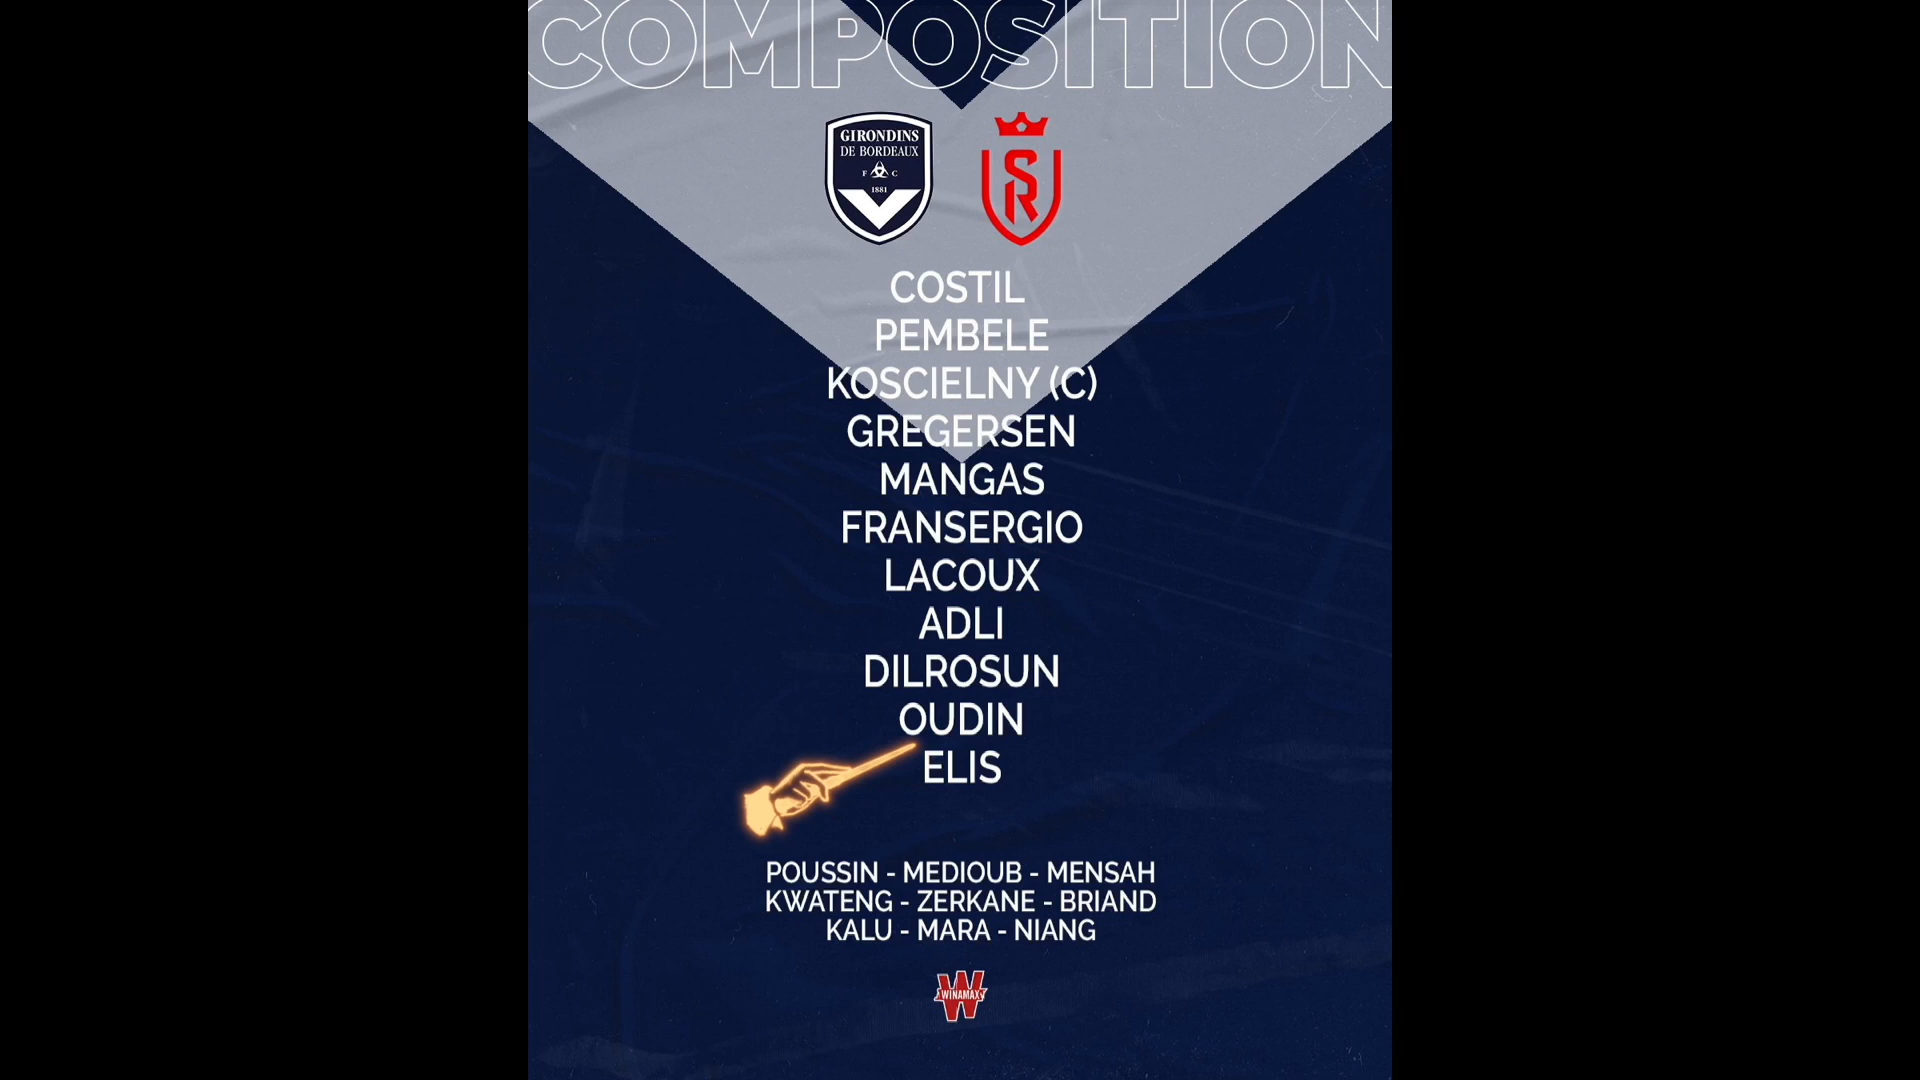 COMPOSITION
GIRONDINS
DE BORDEAUX
F C
1881
SR
COSTIL
PEMBELE
KOSCIELNY (C)
GREGERSEN
MANGAS
FRANSERGIO
LACOUX
ADLI
DILROSUN
OUDIN
ELIS
POUSSIN - MEDIOUB - MENSAH
KWATENG - ZERKANE - BRIAND
KALU - MARA - NIANG
W
WINAMAX